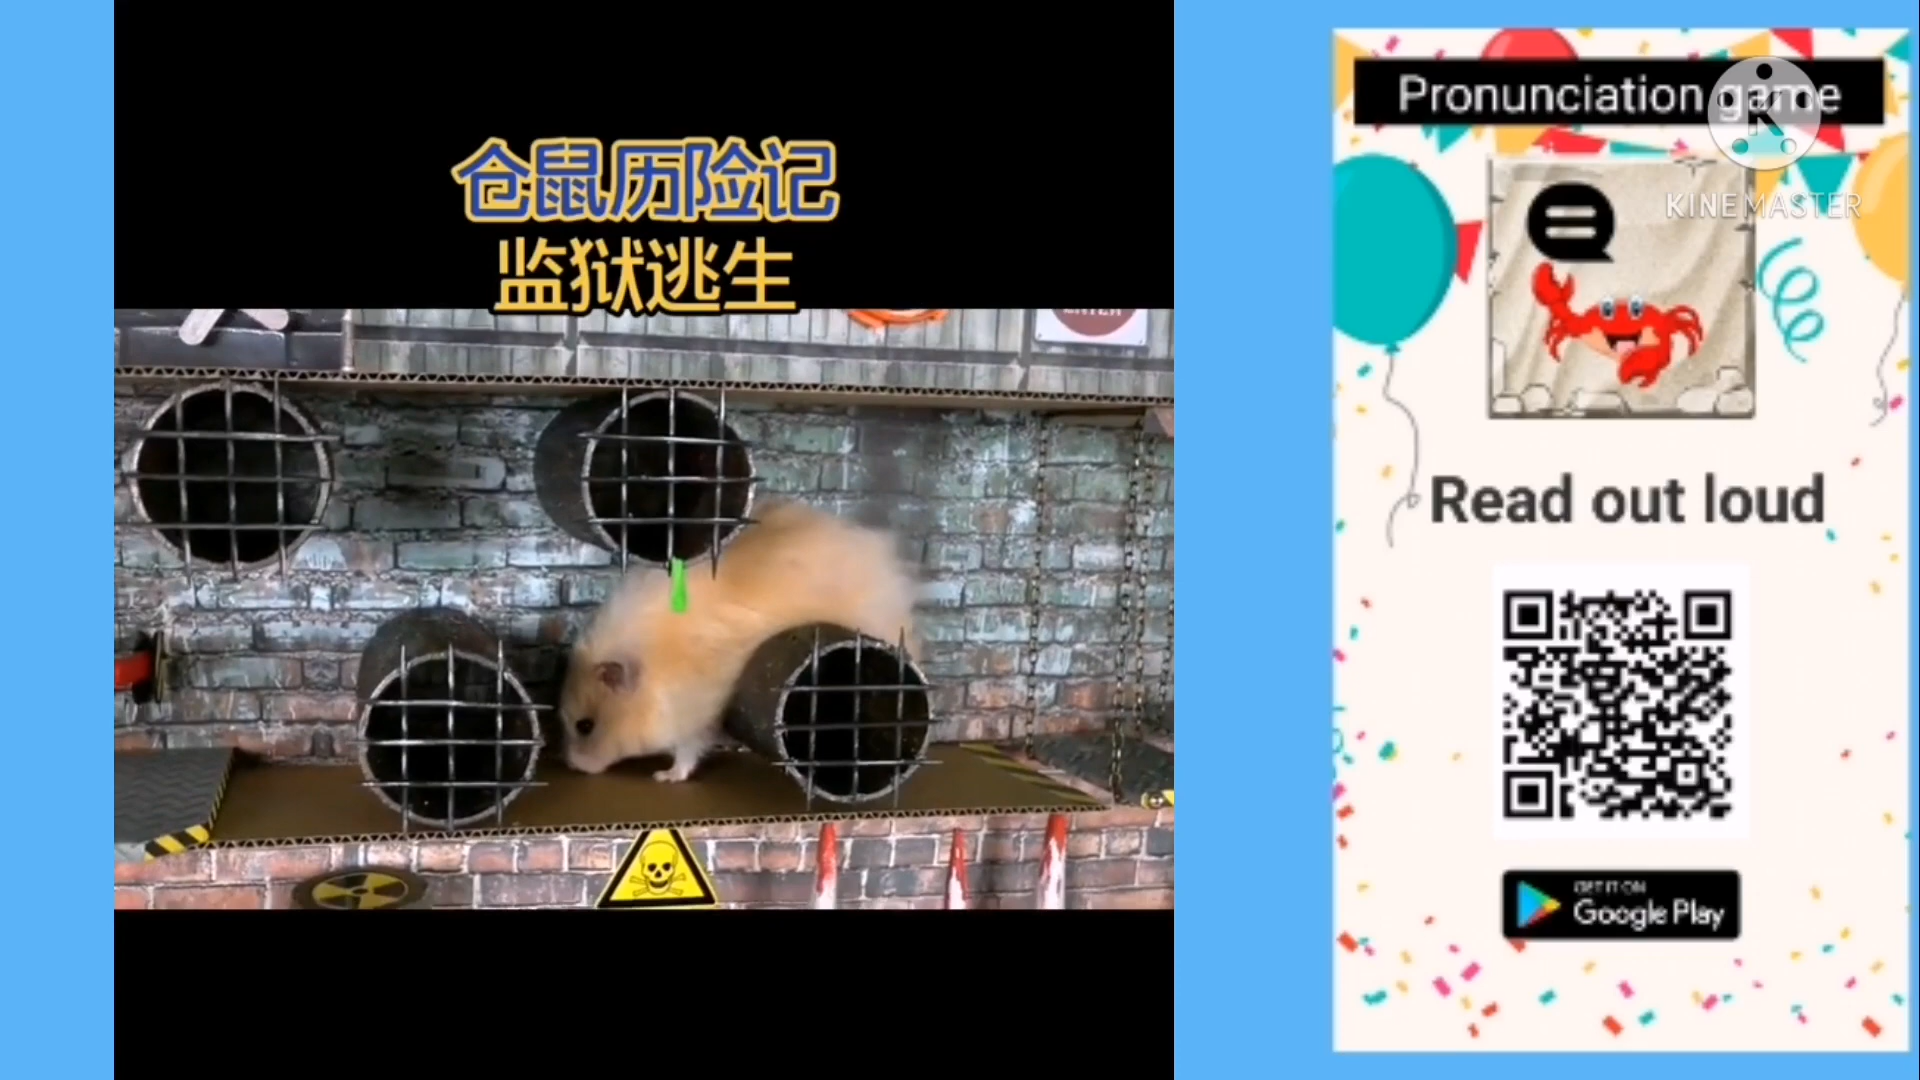 仓鼠历险记
监狱逃生
ENTER
Pronunciation game
KINEMASTER
Read out loud
GET IT ON
Google Play